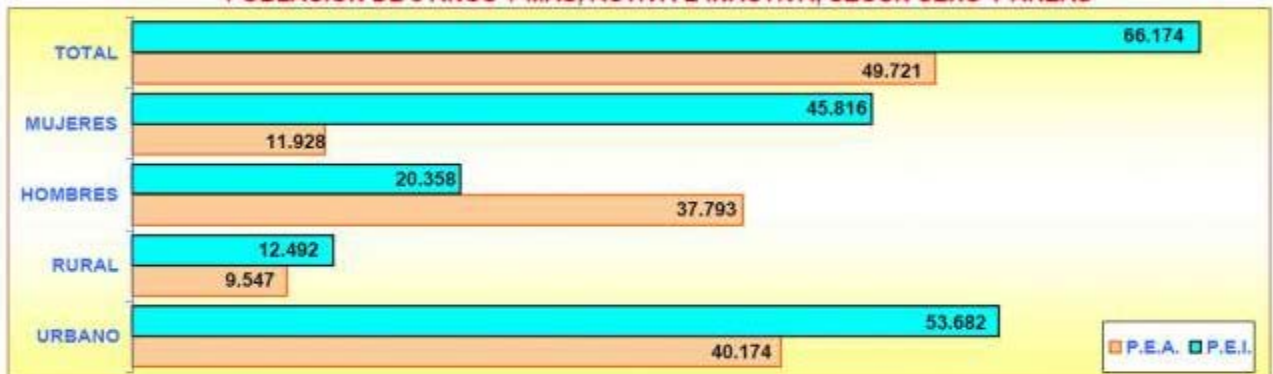 TOTAL
66.174
49.721
MUJERES
45.816
11.928
HOMBRES
20.358
37.793
RURAL
12.492
9.547
URBANO
53.682
40.174
P.E.A. P.E.I.